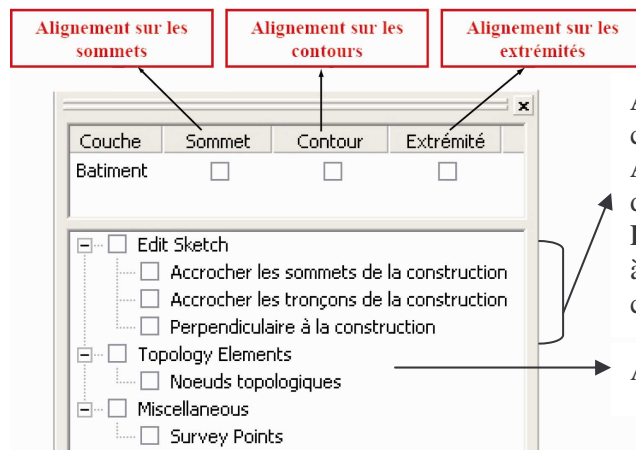 Alignement sur les
sommets
Alignement sur les
contours
Alignement sur les
extrémités
Couche Sommet Contour Extrémité
Batiment
Edit Sketch
Accrocher les sommets de la construction
Accrocher les tronçons de la construction
Perpendiculaire à la construction
Topology Elements
Noeuds topologiques
Miscellaneous
Survey Points
à